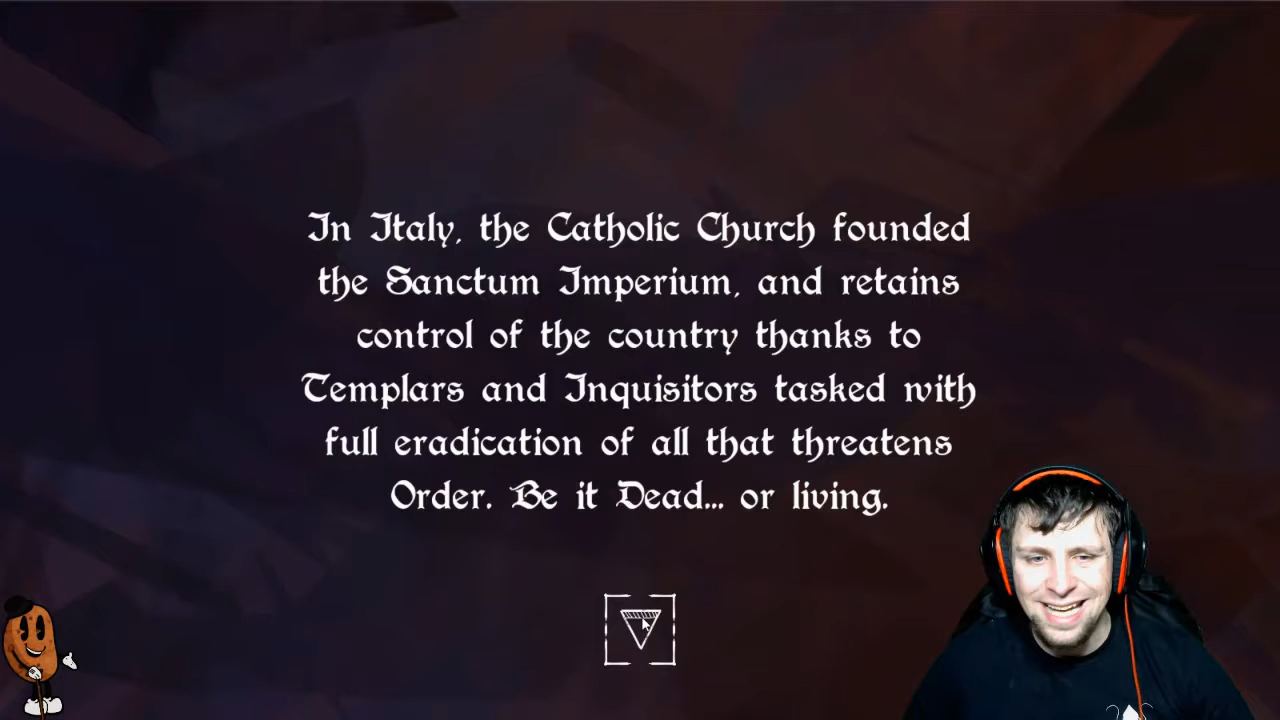 In Italy, the Catholic Church founded
the Sanctum Imperium, and retains
control of the country thanks to
Templars and Inquisitors tasked with
full eradication of all that threatens
Order. Be it Dead... or living.